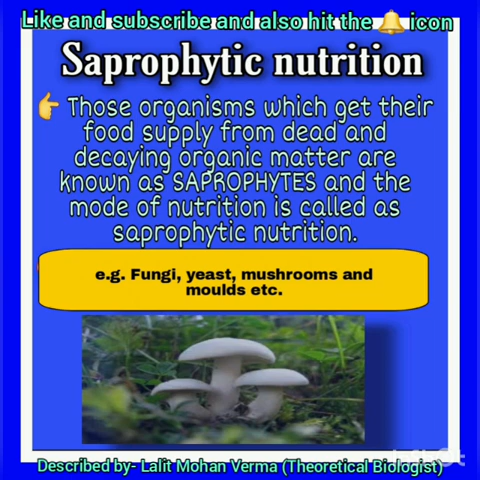 Like and subscribe and also hit the 🔔 icon
Saprophytic nutrition
👉 Those organisms which get their
food supply from dead and
decaying organic matter are
known as SAPROPHYTES and the
mode of nutrition is called as
saprophytic nutrition.
e.g. Fungi, yeast, mushrooms and
moulds etc.
Described by- Lalit Mohan Verma (Theoretical Biologist)